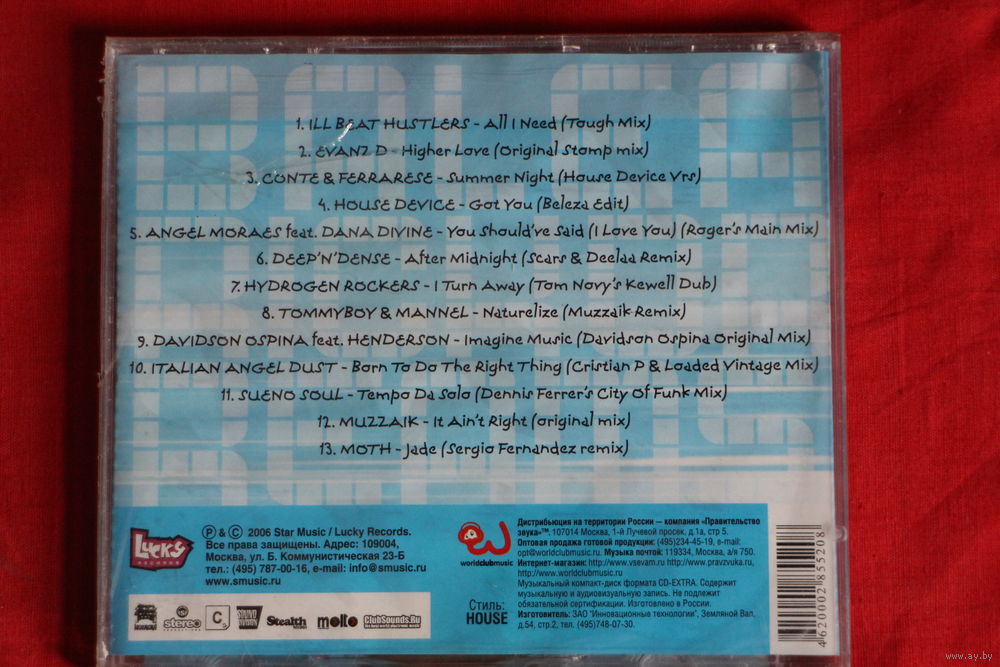 1. ILL BEAT HUSTLERS - All I Need (Tough Mix)
2. EVANZ D - Higher Love (Original Stomp mix)
3. CONTE & FERRARESE - Summer Night (House Device Vrs)
4. HOUSE DEVICE - Got You (Beleza Edit)
5. ANGEL MORAES feat. DANA DIVINE - You Should've Said (I Love You) (Roger's Main Mix)
6. DEEP'N'DENSE - After Midnight (Scars & Deelaa Remix)
7. HYDROGEN ROCKERS - I Turn Away (Tom Novy's Kewell Dub)
8. TOMMYBOY & MANNEL - Naturelize (Muzzaik Remix)
9. DAVIDSON OSPINA feat. HENDERSON - Imagine Music (Davidson Ospina Original Mix)
10. ITALIAN ANGEL DUST - Born To Do The Right Thing (Cristian P & Loaded Vintage Mix)
11. SUENO SOUL - Tempo Da Solo (Dennis Ferrer's City Of Funk Mix)
12. MUZZAIK - It Ain't Right (original mix)
13. MOTH - Jade (Sergio Fernandez remix)
LUCKY
RECORDS
Ⓟ & © 2006 Star Music / Lucky Records.
Все права защищены. Адрес: 109004,
Москва, ул. Б. Коммунистическая 23-Б
тел.: (495) 787-00-16, e-mail: info@smusic.ru
www.smusic.ru
stereo
C
Stealth
molto
ClubSounds.Ru
worldclubmusic
Стиль:
HOUSE
Дистрибьюция на территории России — компания «Правительство
звука»™. 107014 Москва, 1-й Лучевой просек, д.1а, стр 5.
Оптовая продажа готовой продукции: (495)234-45-19, e-mail:
opt@worldclubmusic.ru. Музыка почтой: 119334, Москва, а/я 750.
Интернет-магазин: http://www.vsevam.ru http://www.pravzvuka.ru,
http://www.worldclubmusic.ru
Музыкальный компакт-диск формата CD-EXTRA. Содержит
музыкальную и аудиовизуальную запись. Не подлежит
обязательной сертификации. Изготовлено в России.
Изготовитель: ЗАО "Инновационные технологии", Земляной Вал,
д.54, стр.2, тел. (495)748-07-30.
4620002855208
www.ay.by